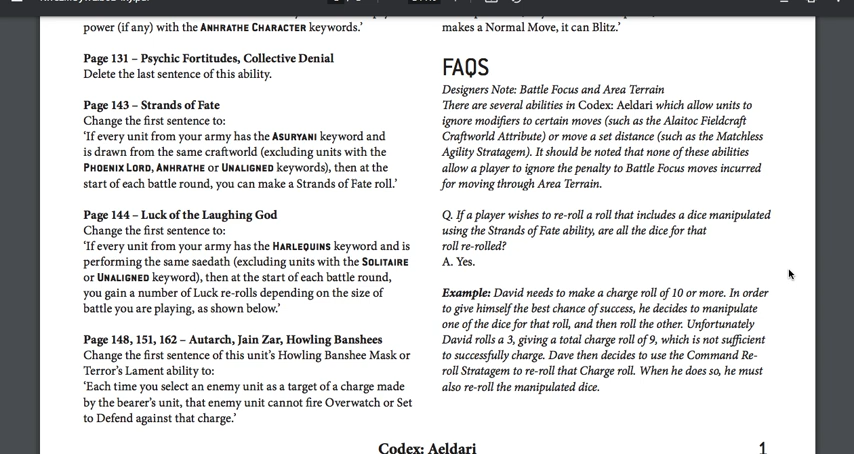 power (if any) with the ANHRATHE CHARACTER keywords.'
Page 131 – Psychic Fortitudes, Collective Denial
Delete the last sentence of this ability.
Page 143 – Strands of Fate
Change the first sentence to:
'If every unit from your army has the ASURYANI keyword and
is drawn from the same craftworld (excluding units with the
PHOENIX LORD, ANHRATHE or UNALIGNED keywords), then at the
start of each battle round, you can make a Strands of Fate roll.'
Page 144 – Luck of the Laughing God
Change the first sentence to:
'If every unit from your army has the HARLEQUINS keyword and is
performing the same saedath (excluding units with the SOLITAIRE
or UNALIGNED keyword), then at the start of each battle round,
you gain a number of Luck re-rolls depending on the size of
battle you are playing, as shown below.'
Page 148, 151, 162 – Autarch, Jain Zar, Howling Banshees
Change the first sentence of this unit's Howling Banshee Mask or
Terror's Lament ability to:
'Each time you select an enemy unit as a target of a charge made
by the bearer's unit, that enemy unit cannot fire Overwatch or Set
to Defend against that charge.'
makes a Normal Move, it can Blitz.'
FAQS
Designers Note: Battle Focus and Area Terrain
There are several abilities in Codex: Aeldari which allow units to
ignore modifiers to certain moves (such as the Alaitoc Fieldcraft
Craftworld Attribute) or move a set distance (such as the Matchless
Agility Stratagem). It should be noted that none of these abilities
allow a player to ignore the penalty to Battle Focus moves incurred
for moving through Area Terrain.
Q. If a player wishes to re-roll a roll that includes a dice manipulated
using the Strands of Fate ability, are all the dice for that
roll re-rolled?
A. Yes.
Example: David needs to make a charge roll of 10 or more. In order
to give himself the best chance of success, he decides to manipulate
one of the dice for that roll, and then roll the other. Unfortunately
David rolls a 3, giving a total charge roll of 9, which is not sufficient
to successfully charge. Dave then decides to use the Command Re-
roll Stratagem to re-roll that Charge roll. When he does so, he must
also re-roll the manipulated dice.
Codex: Aeldari 1